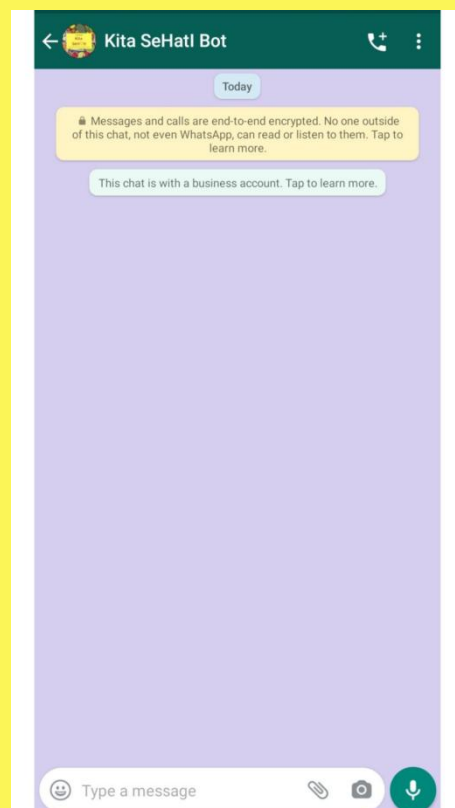 Kita SeHatI Bot
Today
Messages and calls are end-to-end encrypted. No one outside
of this chat, not even WhatsApp, can read or listen to them. Tap to
learn more.
This chat is with a business account. Tap to learn more.
Type a message